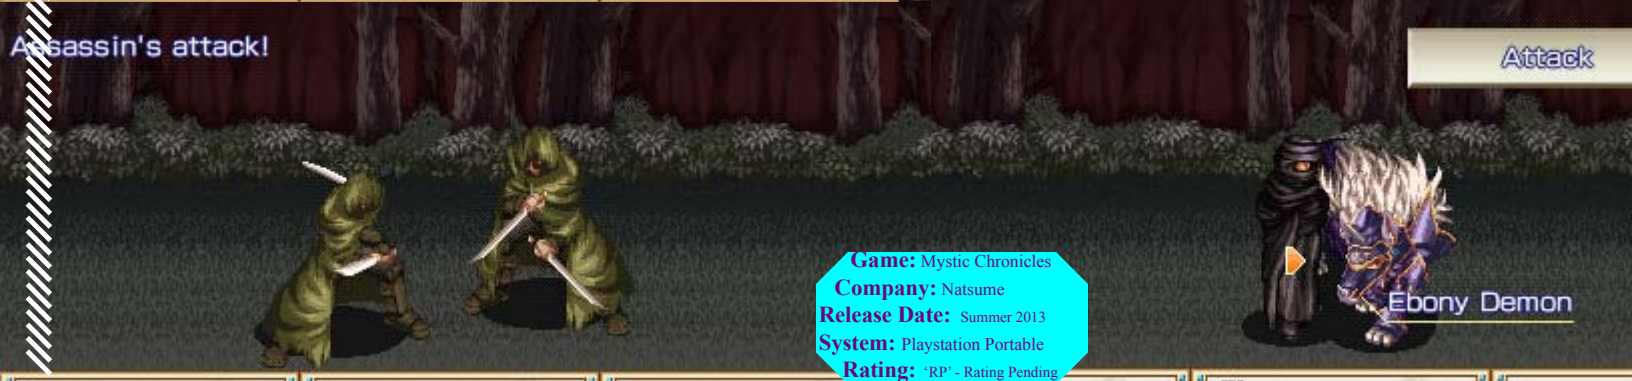 Assassin's attack!
Attack
Ebony Demon
Game: Mystic Chronicles
Company: Natsume
Release Date: Summer 2013
System: Playstation Portable
Rating: ‘RP’ - Rating Pending